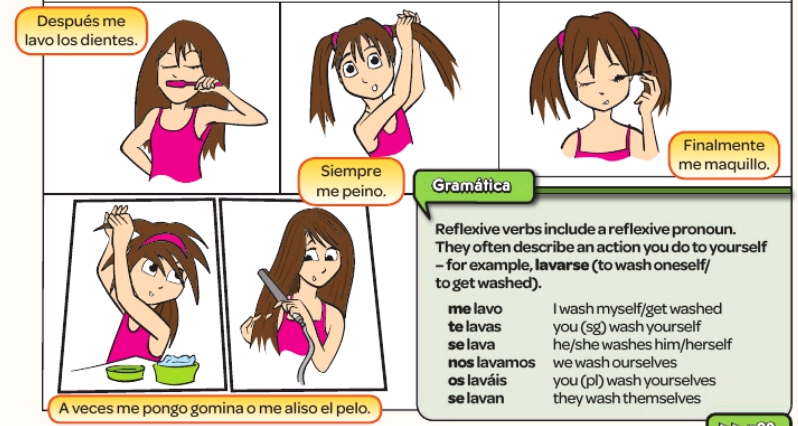 Después me
lavo los dientes.
Siempre
me peino.
Finalmente
me maquillo.
A veces me pongo gomina o me aliso el pelo.
Gramática
Reflexive verbs include a reflexive pronoun.
They often describe an action you do to yourself
– for example, lavarse (to wash oneself/
to get washed).
me lavo I wash myself/get washed
te lavas you (sg) wash yourself
se lava he/she washes him/herself
nos lavamos we wash ourselves
os laváis you (pl) wash yourselves
se lavan they wash themselves